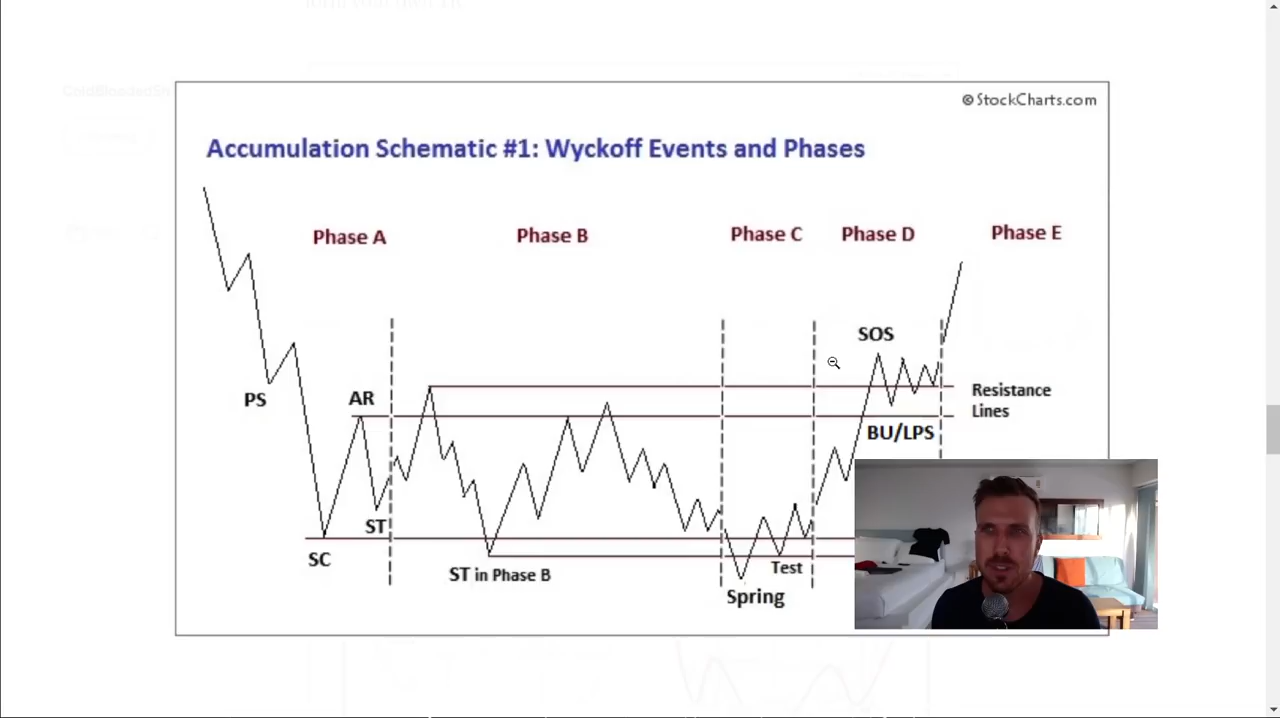 © StockCharts.com
Accumulation Schematic #1: Wyckoff Events and Phases
Phase A
Phase B
Phase C
Phase D
Phase E
SOS
PS
AR
Resistance
Lines
BU/LPS
ST
SC
ST in Phase B
Test
Spring